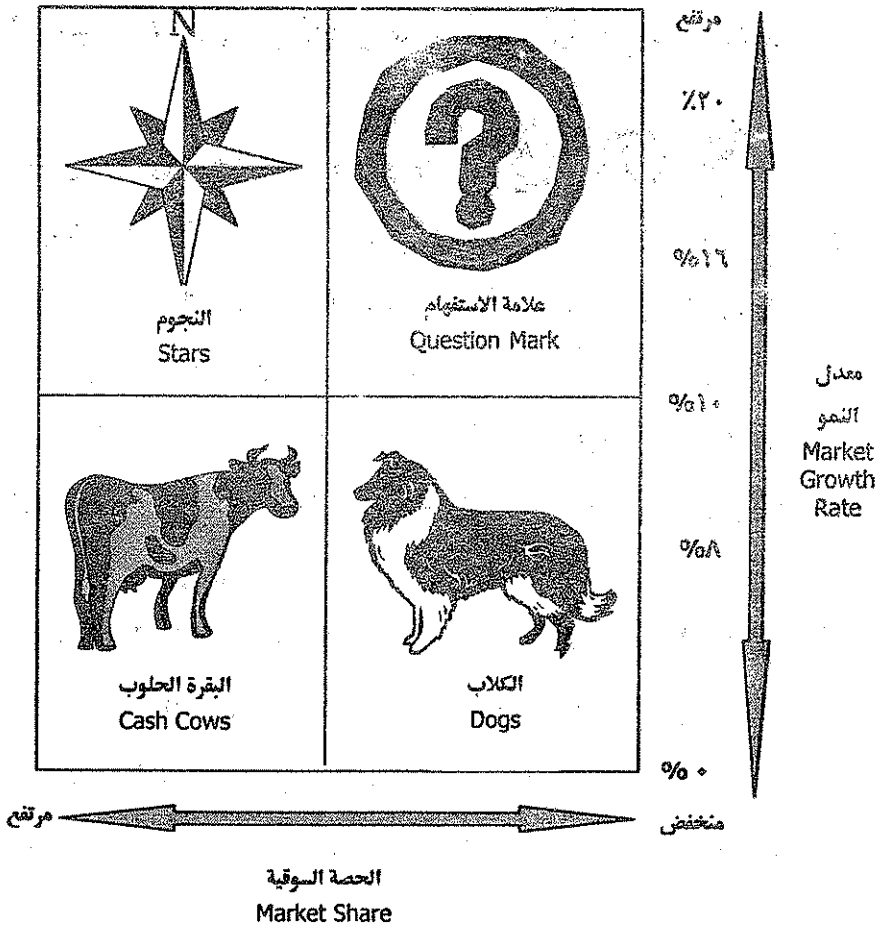 N
مرتفع
٪٢٠
%١٦
النجوم
Stars
علامة الاستفهام
Question Mark
%١٠
معدل
النمو
Market
Growth
Rate
%٨
البقرة الحلوب
Cash Cows
الكلاب
Dogs
%٠
مرتفع
منخفض
الحصة السوقية
Market Share